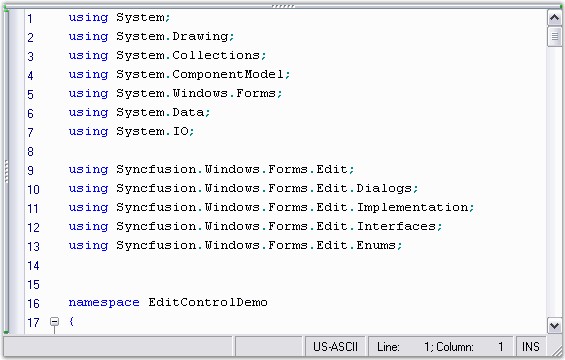 1 using System;
2 using System.Drawing;
3 using System.Collections;
4 using System.ComponentModel;
5 using System.Windows.Forms;
6 using System.Data;
7 using System.IO;
8
9 using Syncfusion.Windows.Forms.Edit;
10 using Syncfusion.Windows.Forms.Edit.Dialogs;
11 using Syncfusion.Windows.Forms.Edit.Implementation;
12 using Syncfusion.Windows.Forms.Edit.Interfaces;
13 using Syncfusion.Windows.Forms.Edit.Enums;
14
15
16 namespace EditControlDemo
17 {
US-ASCII Line: 1; Column: 1 INS